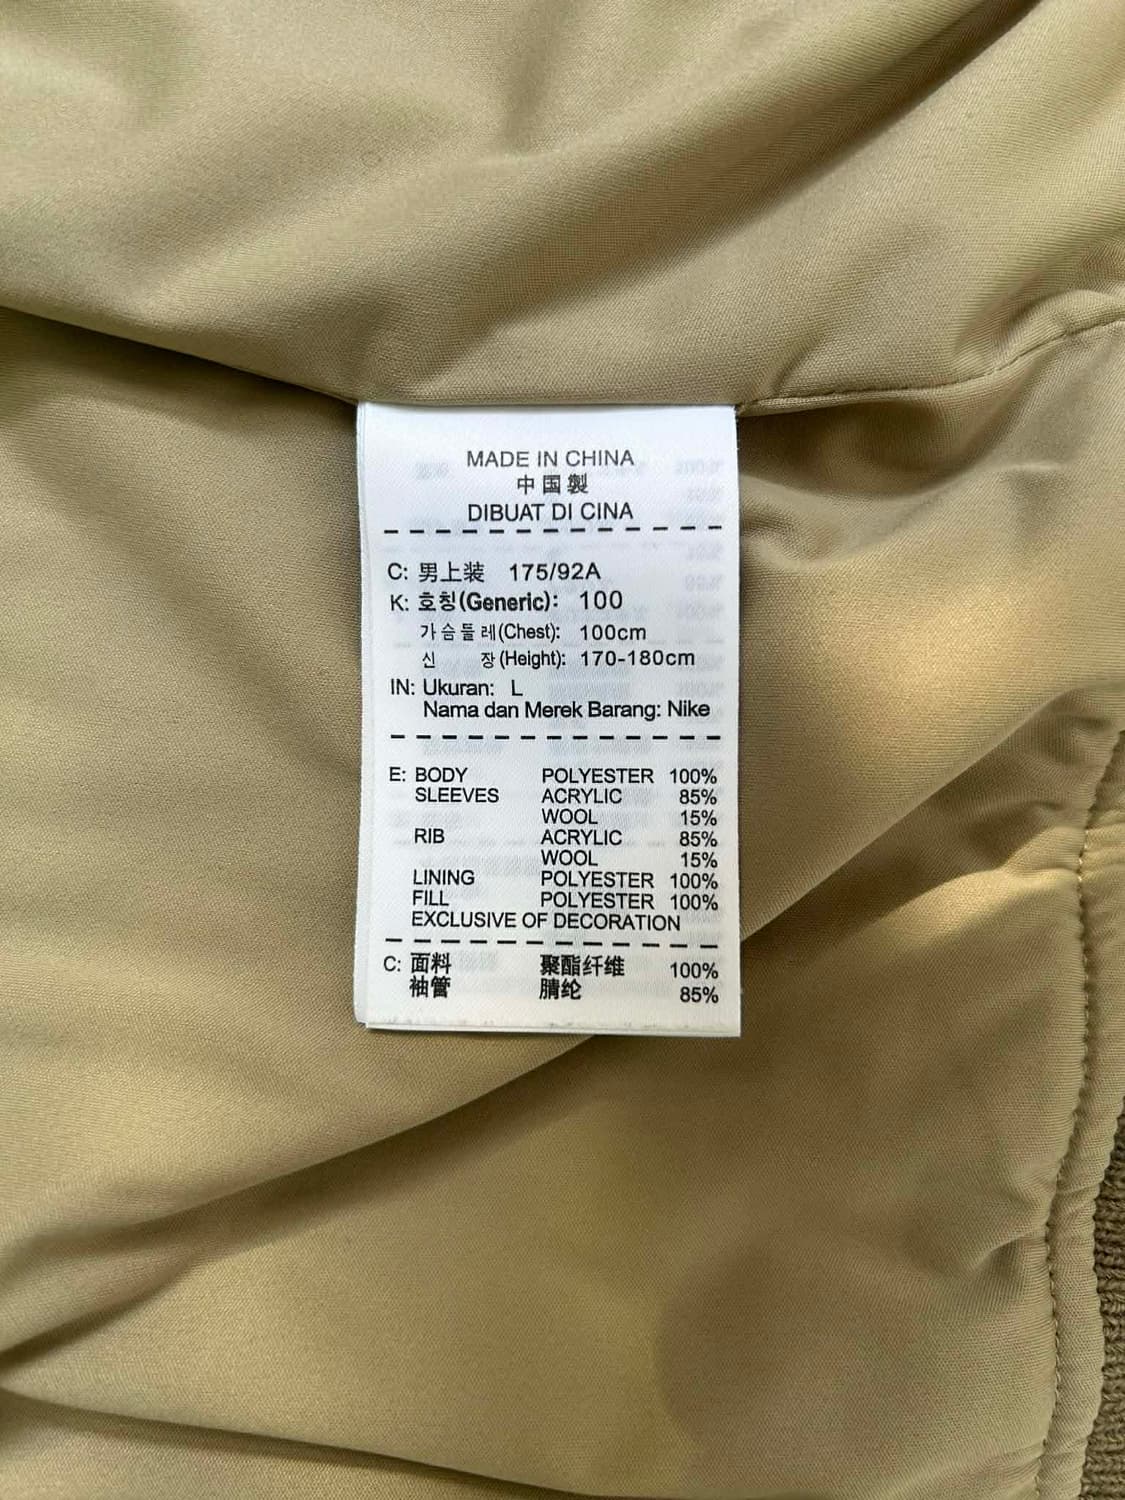 MADE IN CHINA
中国製
DIBUAT DI CINA
C: 男上装 175/92A
K: 호칭(Generic): 100
가슴둘레(Chest): 100cm
신 장(Height): 170-180cm
IN: Ukuran: L
Nama dan Merek Barang: Nike
E: BODY POLYESTER 100%
SLEEVES ACRYLIC 85%
WOOL 15%
RIB ACRYLIC 85%
WOOL 15%
LINING POLYESTER 100%
FILL POLYESTER 100%
EXCLUSIVE OF DECORATION
C: 面料 聚酯纤维 100%
袖管 腈纶 85%